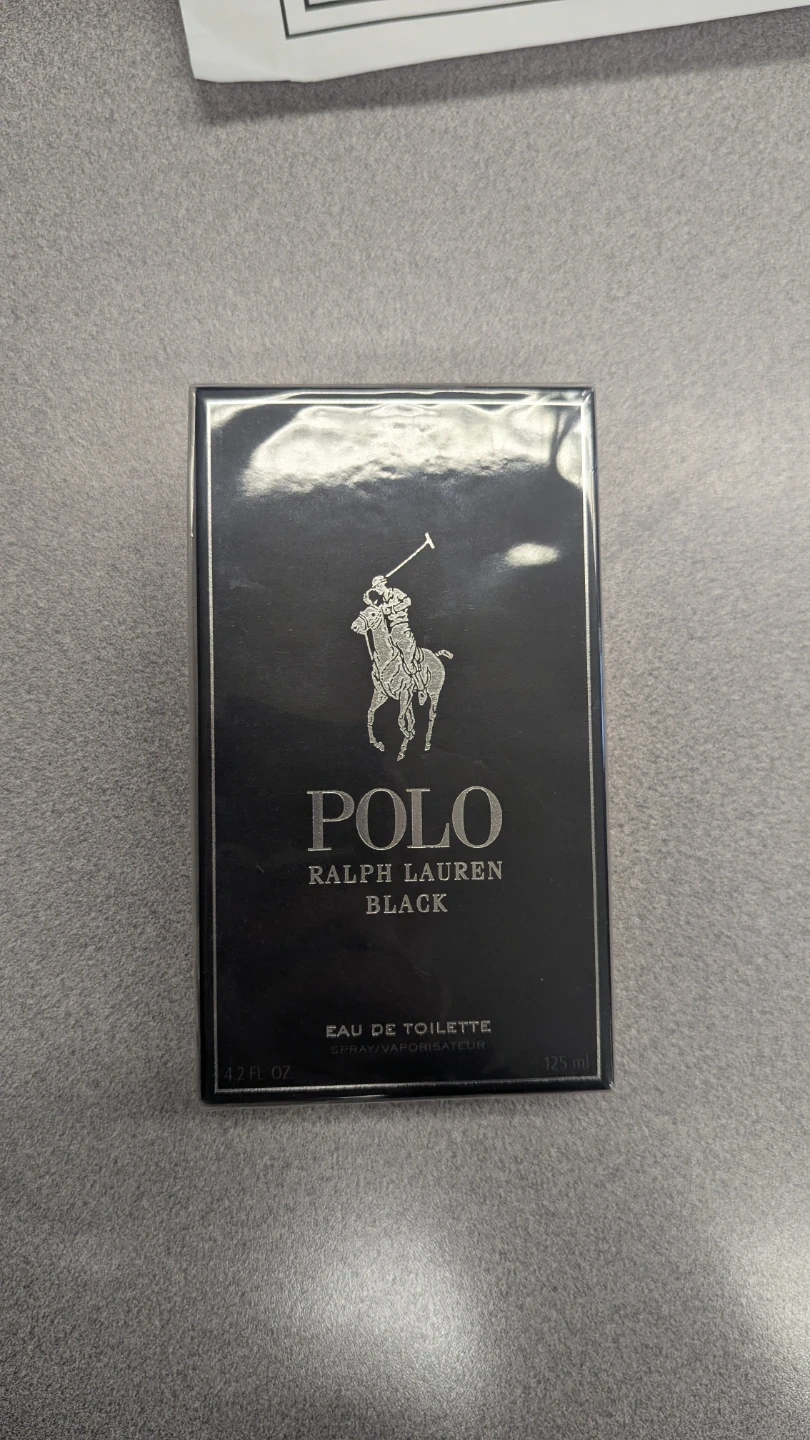 POLO
RALPH LAUREN
BLACK
EAU DE TOILETTE
SPRAY/VAPORISATEUR
4.2 FL. OZ.
125 ml